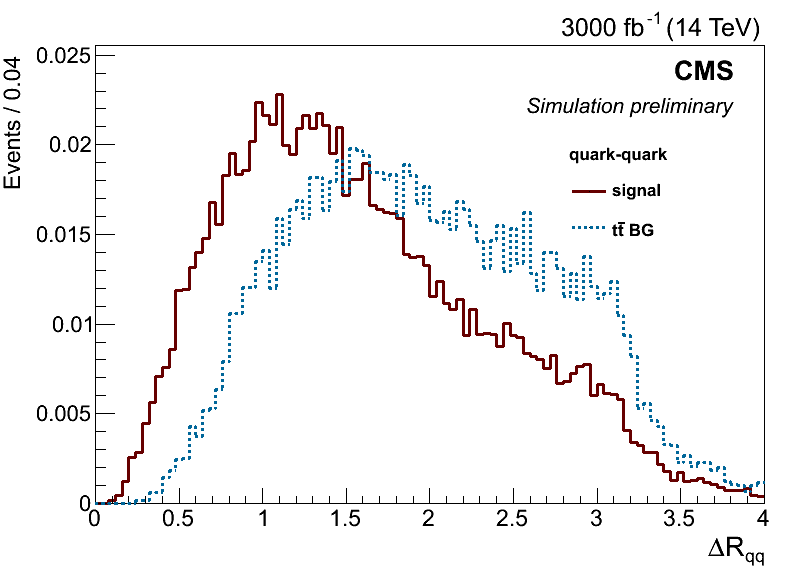 3000 fb⁻¹ (14 TeV)
Events / 0.04
CMS
Simulation preliminary
quark-quark
signal
tt̄ BG
0.025
0.02
0.015
0.01
0.005
0
0 0.5 1 1.5 2 2.5 3 3.5 4
ΔR_qq